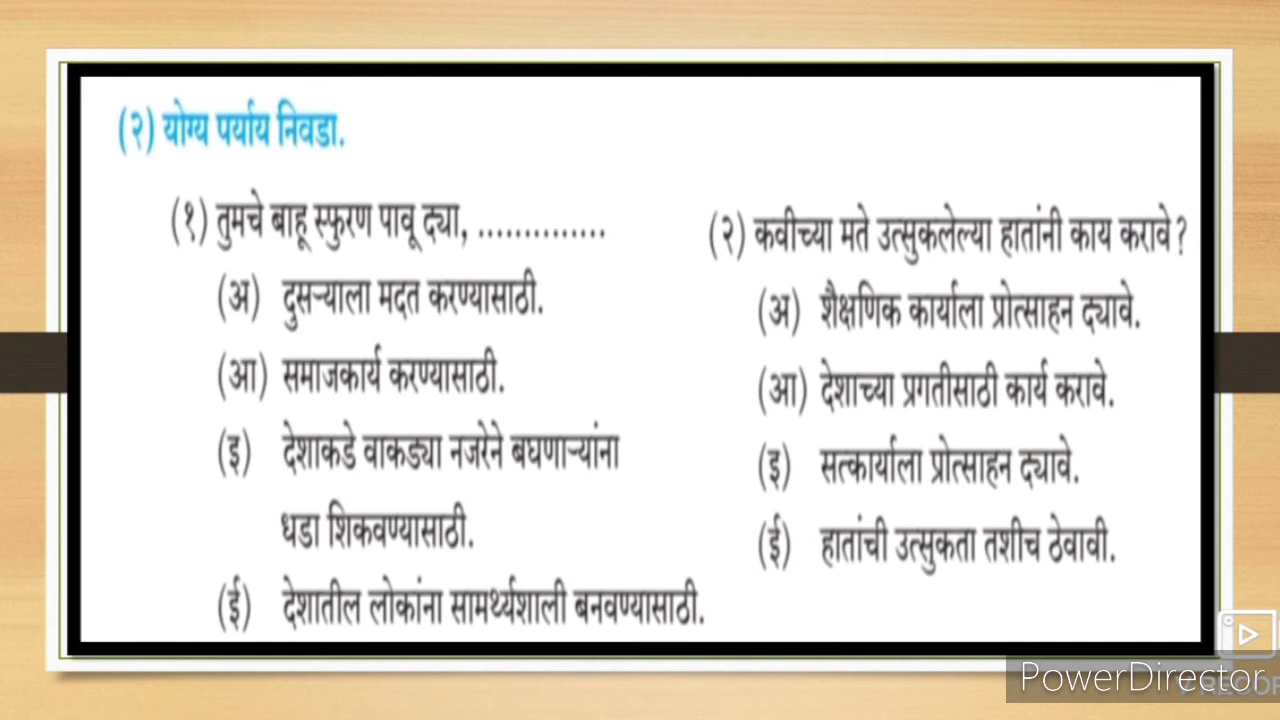 (२) योग्य पर्याय निवडा.
(१) तुमचे बाहू स्फुरण पावू द्या, ..............
(अ) दुसऱ्याला मदत करण्यासाठी.
(आ) समाजकार्य करण्यासाठी.
(इ) देशाकडे वाकड्या नजरेने बघणाऱ्यांना
धडा शिकवण्यासाठी.
(ई) देशातील लोकांना सामर्थ्यशाली बनवण्यासाठी.
(२) कवीच्या मते उत्सुकलेल्या हातांनी काय करावे?
(अ) शैक्षणिक कार्याला प्रोत्साहन द्यावे.
(आ) देशाच्या प्रगतीसाठी कार्य करावे.
(इ) सत्कार्याला प्रोत्साहन द्यावे.
(ई) हातांची उत्सुकता तशीच ठेवावी.
PowerDirector